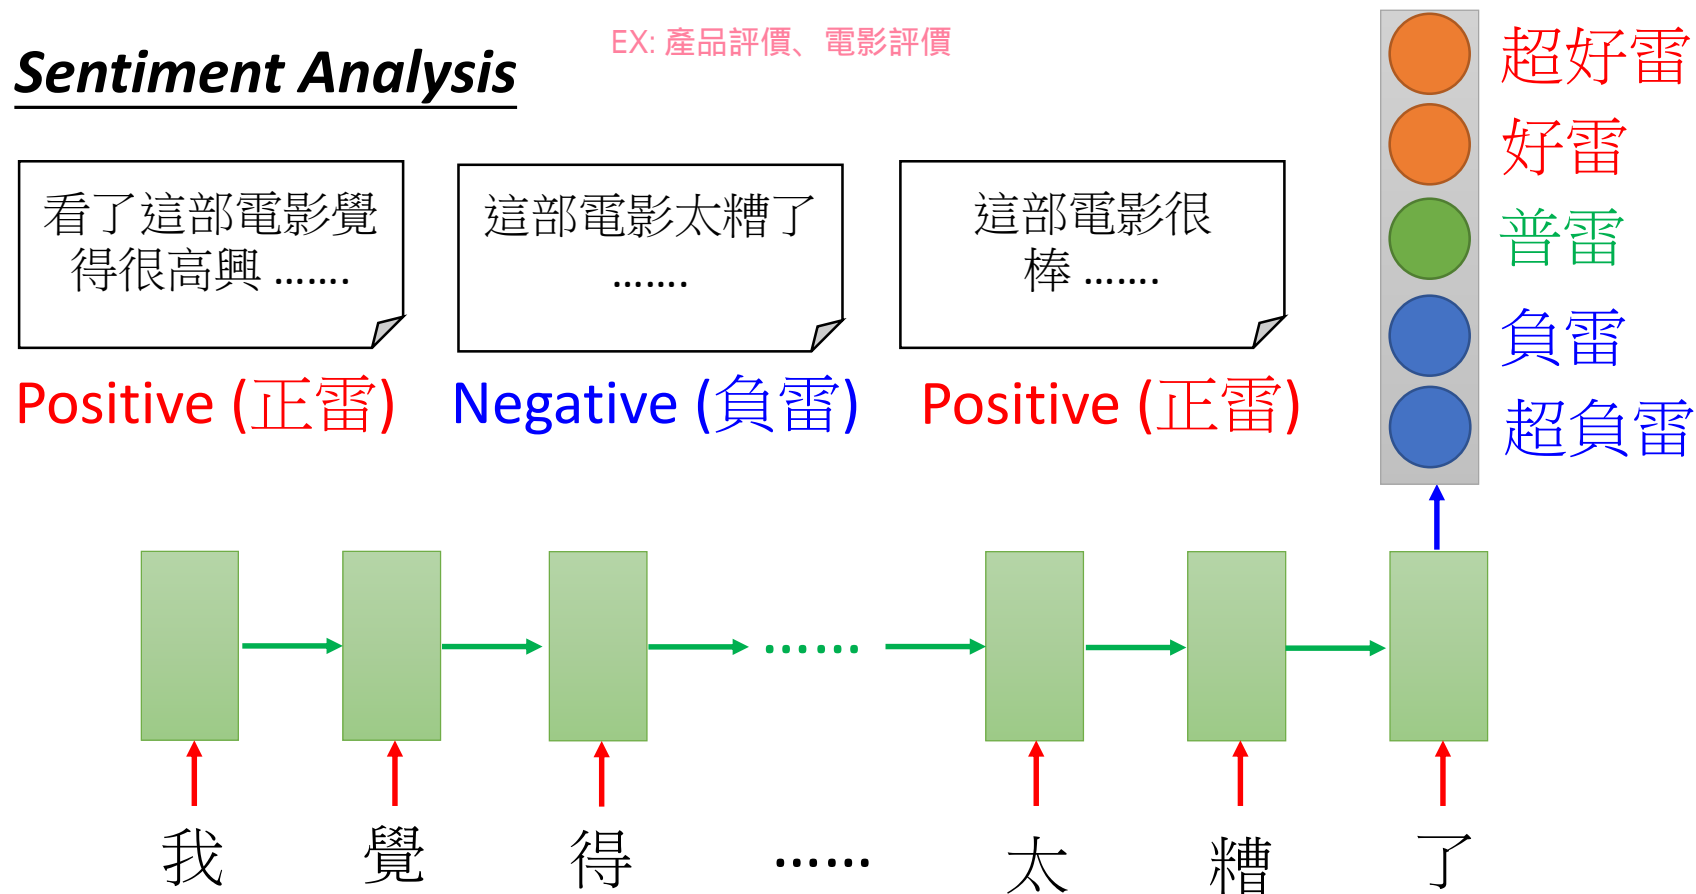 EX: 產品評價、電影評價
Sentiment Analysis
看了這部電影覺
得很高興 …….
這部電影太糟了
…….
這部電影很
棒 …….
Positive (正雷)
Negative (負雷)
Positive (正雷)
超好雷
好雷
普雷
負雷
超負雷
……
我 覺 得 …… 太 糟 了